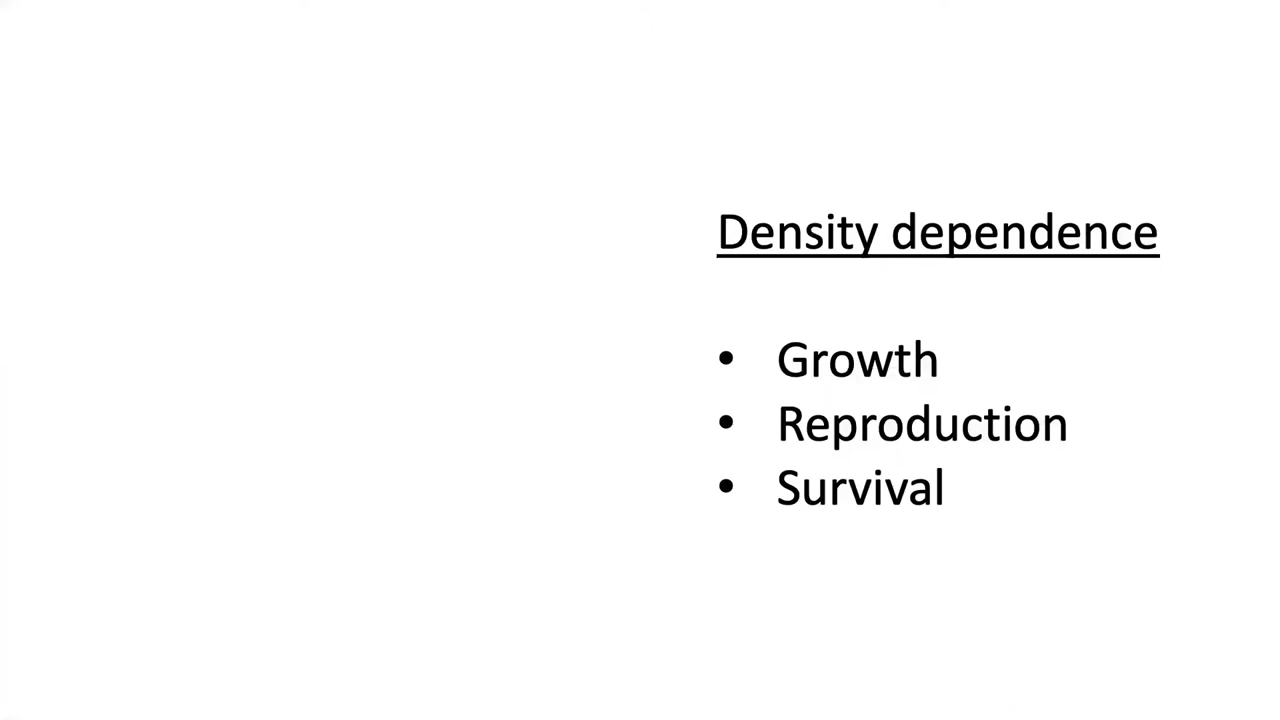 Density dependence
• Growth
• Reproduction
• Survival